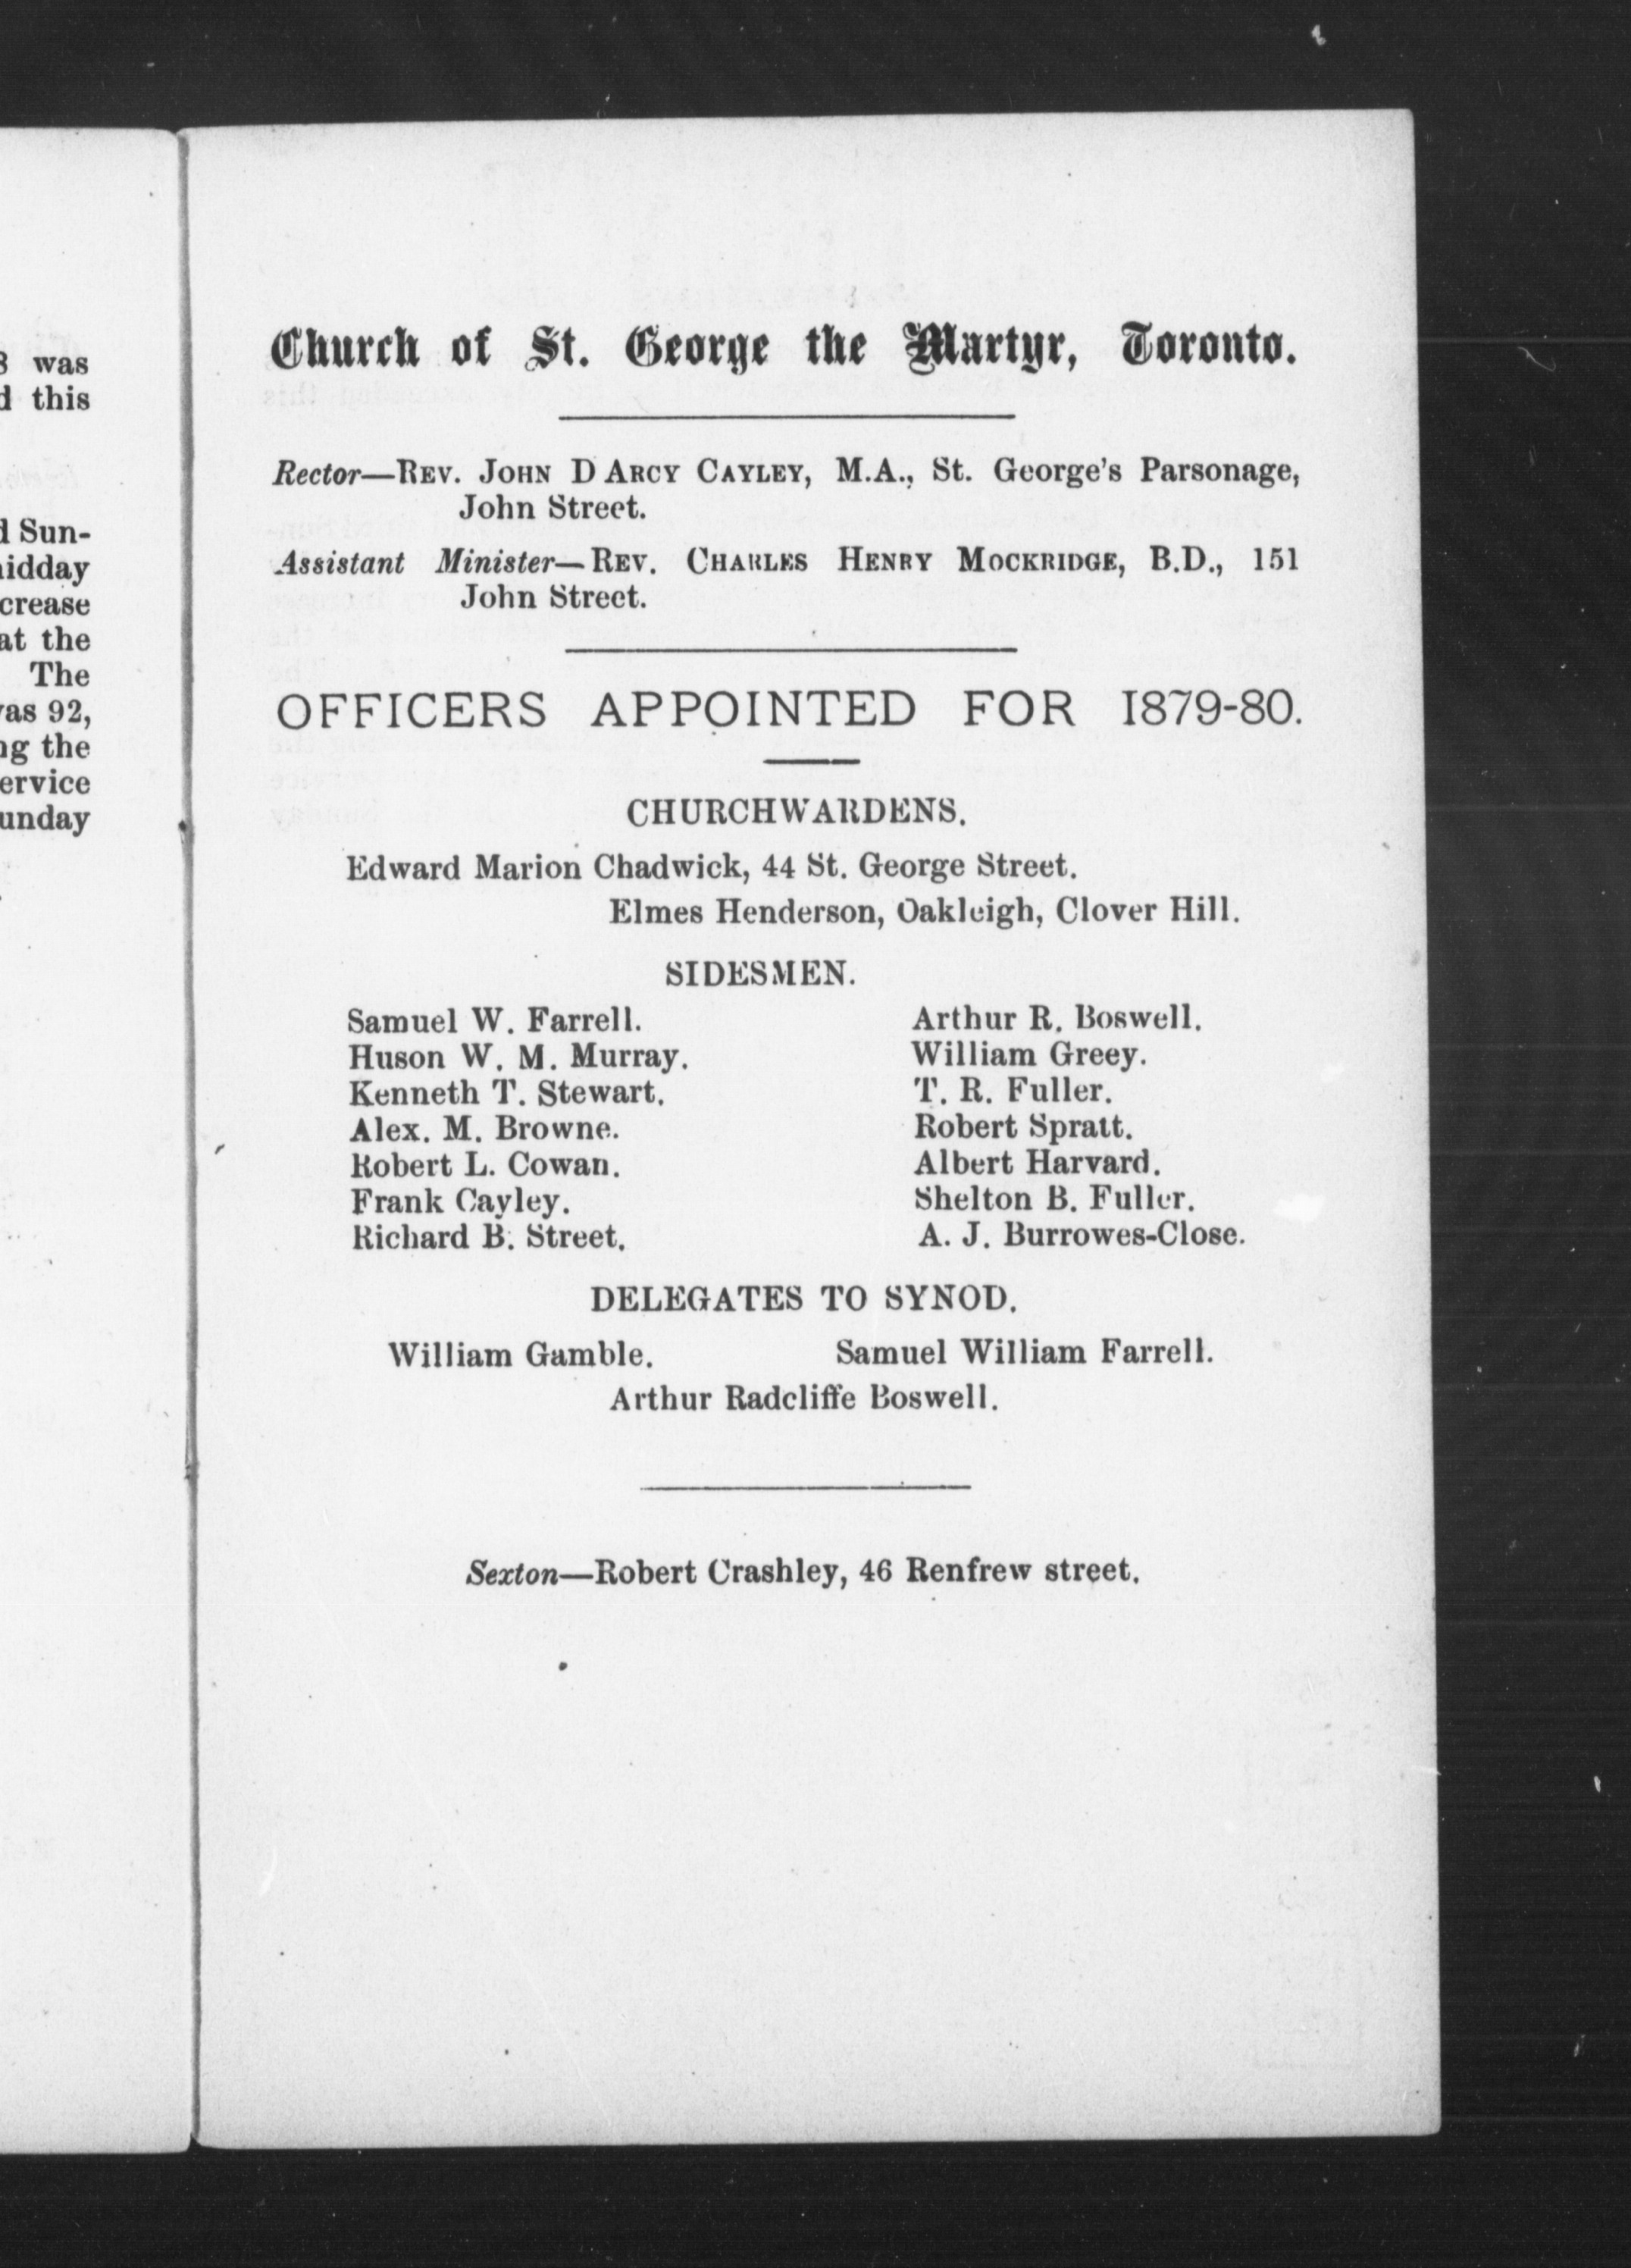 8 was
d this
d Sun-
idday
crease
at the
The
as 92,
ng the
ervice
unday
Church of St. George the Martyr, Toronto.
Rector—REV. JOHN D ARCY CAYLEY, M.A., St. George's Parsonage,
John Street.
Assistant Minister—REV. CHARLES HENRY MOCKRIDGE, B.D., 151
John Street.
OFFICERS APPOINTED FOR 1879-80.
CHURCHWARDENS.
Edward Marion Chadwick, 44 St. George Street.
Elmes Henderson, Oakleigh, Clover Hill.
SIDESMEN.
Samuel W. Farrell. Arthur R. Boswell.
Huson W. M. Murray. William Greey.
Kenneth T. Stewart. T. R. Fuller.
Alex. M. Browne. Robert Spratt.
Robert L. Cowan. Albert Harvard.
Frank Cayley. Shelton B. Fuller.
Richard B. Street. A. J. Burrowes-Close.
DELEGATES TO SYNOD.
William Gamble. Samuel William Farrell.
Arthur Radcliffe Boswell.
Sexton—Robert Crashley, 46 Renfrew street.